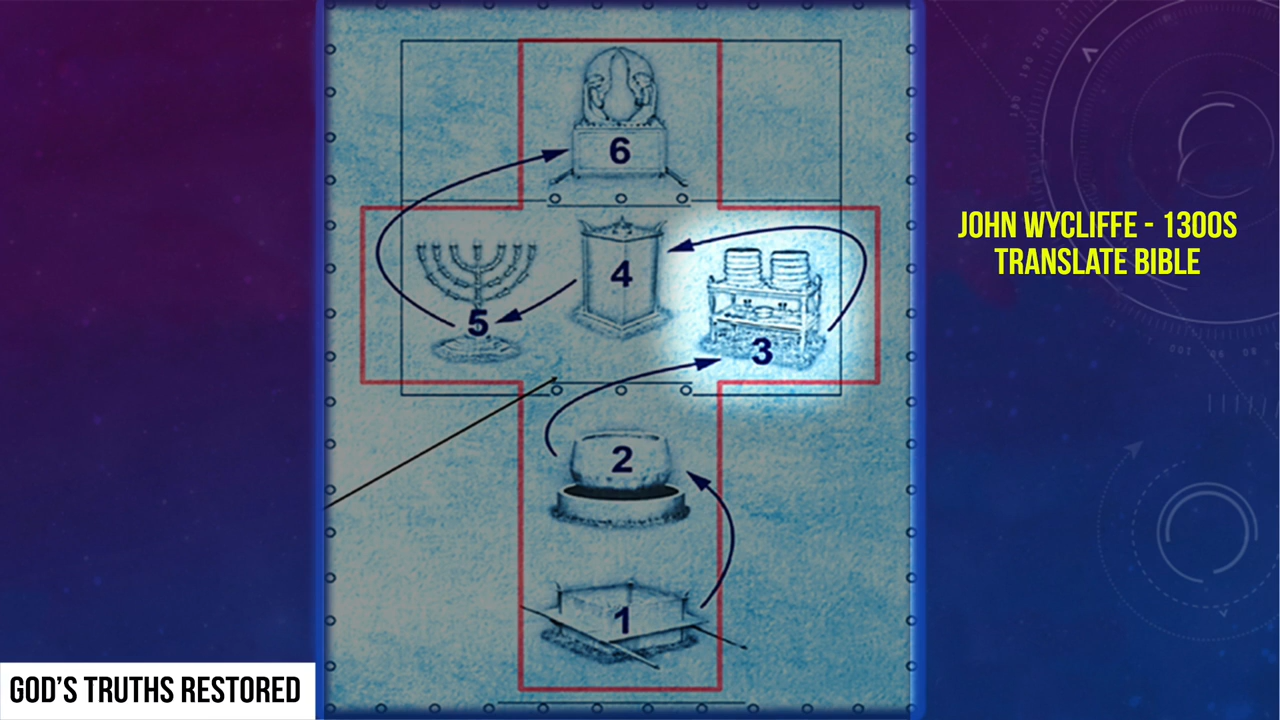 6
4
5
3
2
1
JOHN WYCLIFFE - 1300S
TRANSLATE BIBLE
GOD'S TRUTHS RESTORED